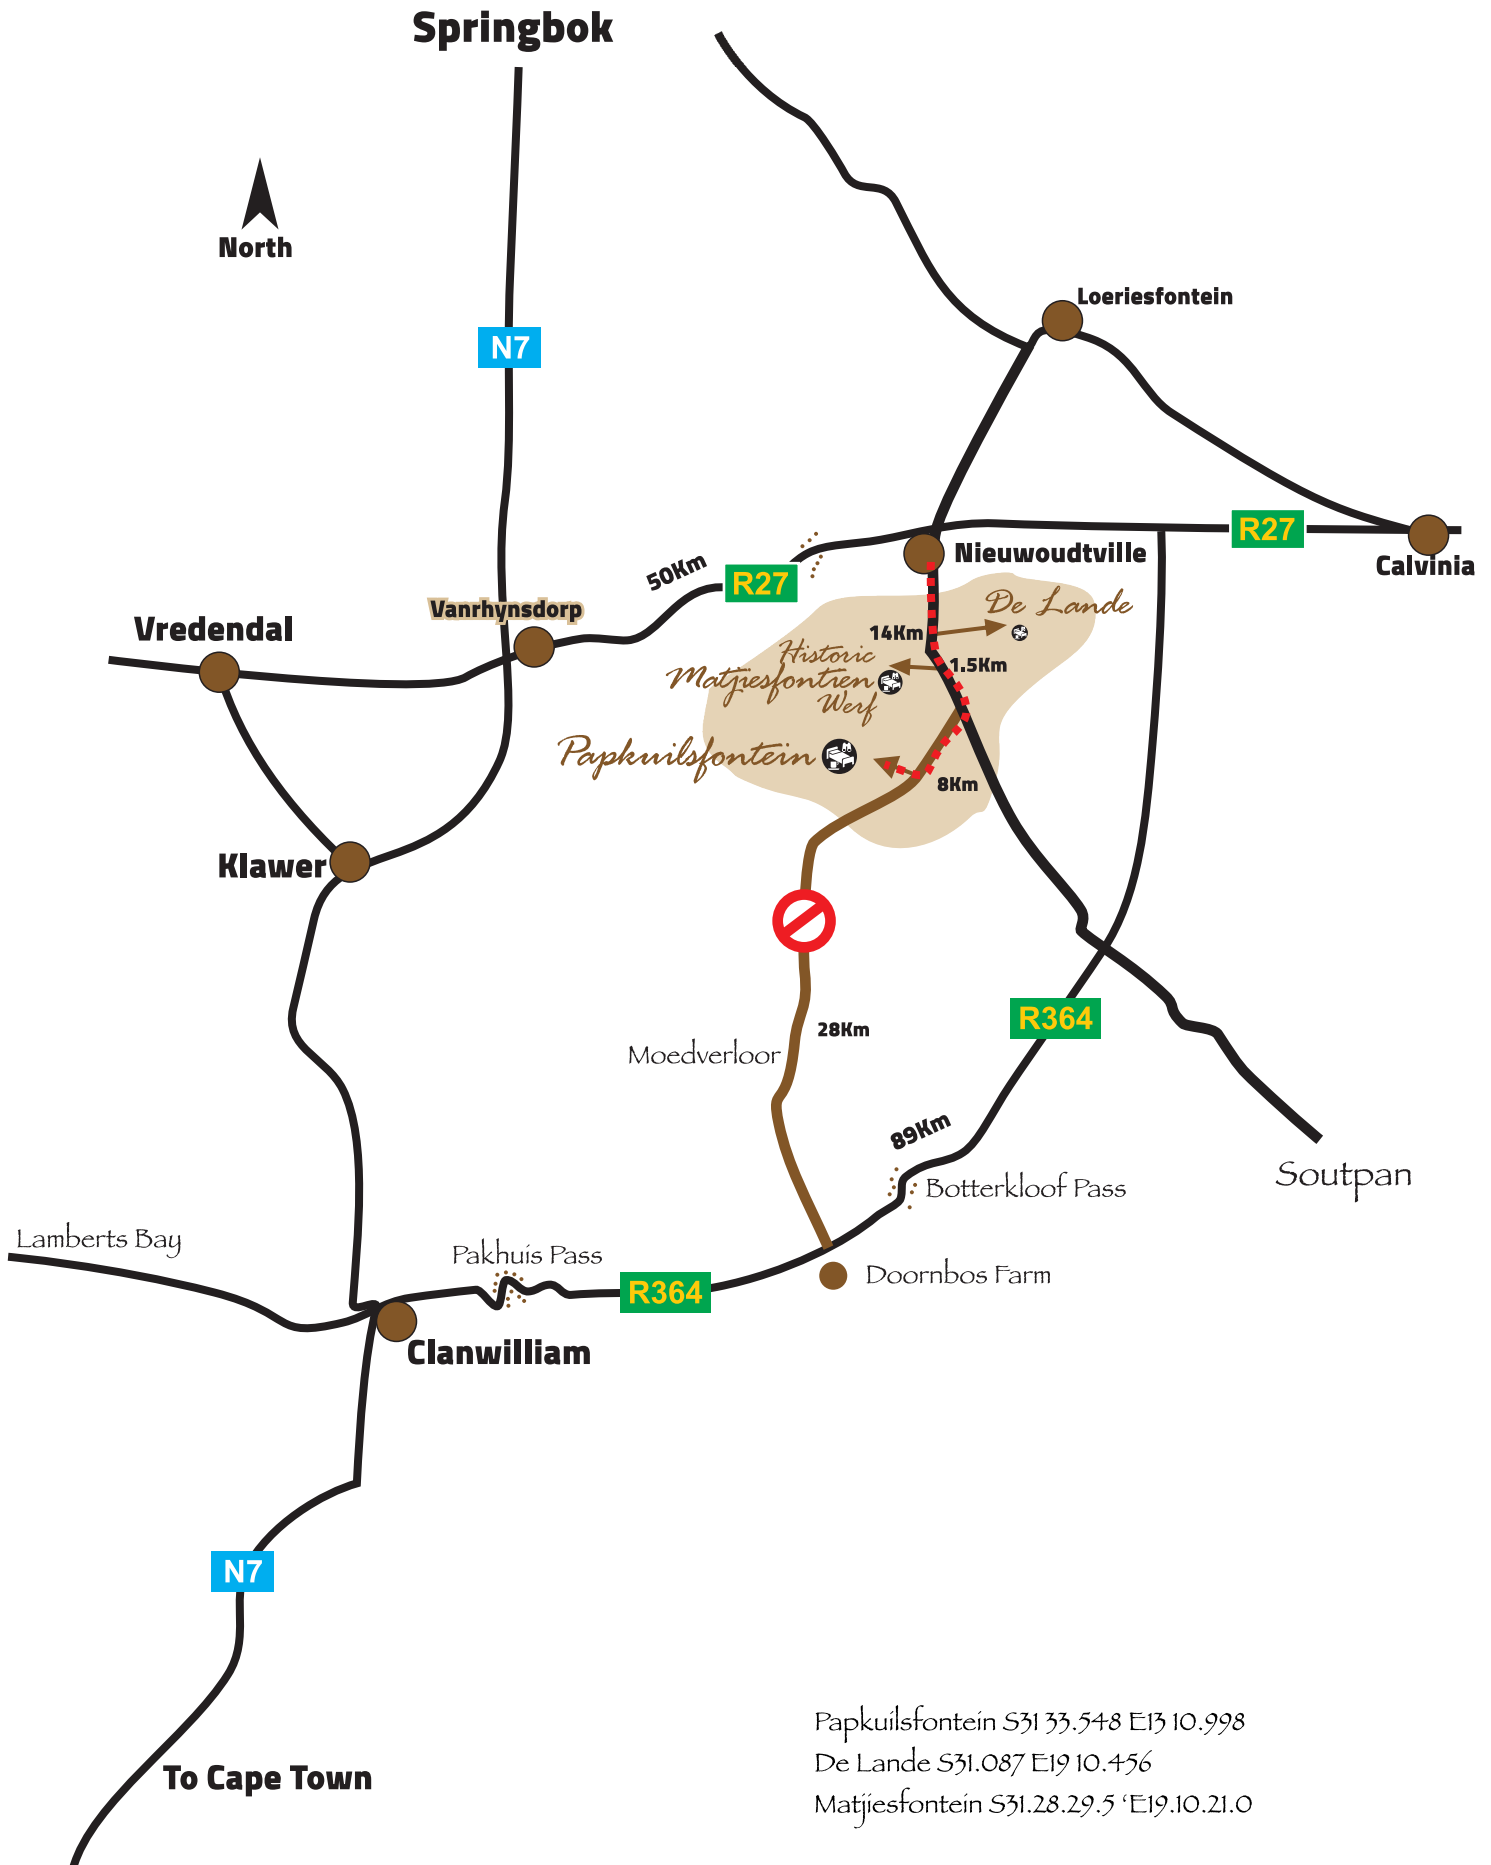 Springbok
North
Loeriesfontein
N7
R27
Nieuwoudtville
Calvinia
50Km
R27
Vanrhynsdorp
De Lande
Vredendal
14Km
Historic
1.5Km
Matjiesfontien
Werf
Papkuilsfontein
8Km
Klawer
R364
28Km
Moedverloor
89Km
Soutpan
Botterkloof Pass
Lamberts Bay
Pakhuis Pass
Doornbos Farm
R364
Clanwilliam
N7
Papkuilsfontein S31 33.548 E13 10.998
De Lande S31.087 E19 10.456
To Cape Town
Matjiesfontein S31.28.29.5 ‘E19.10.21.0